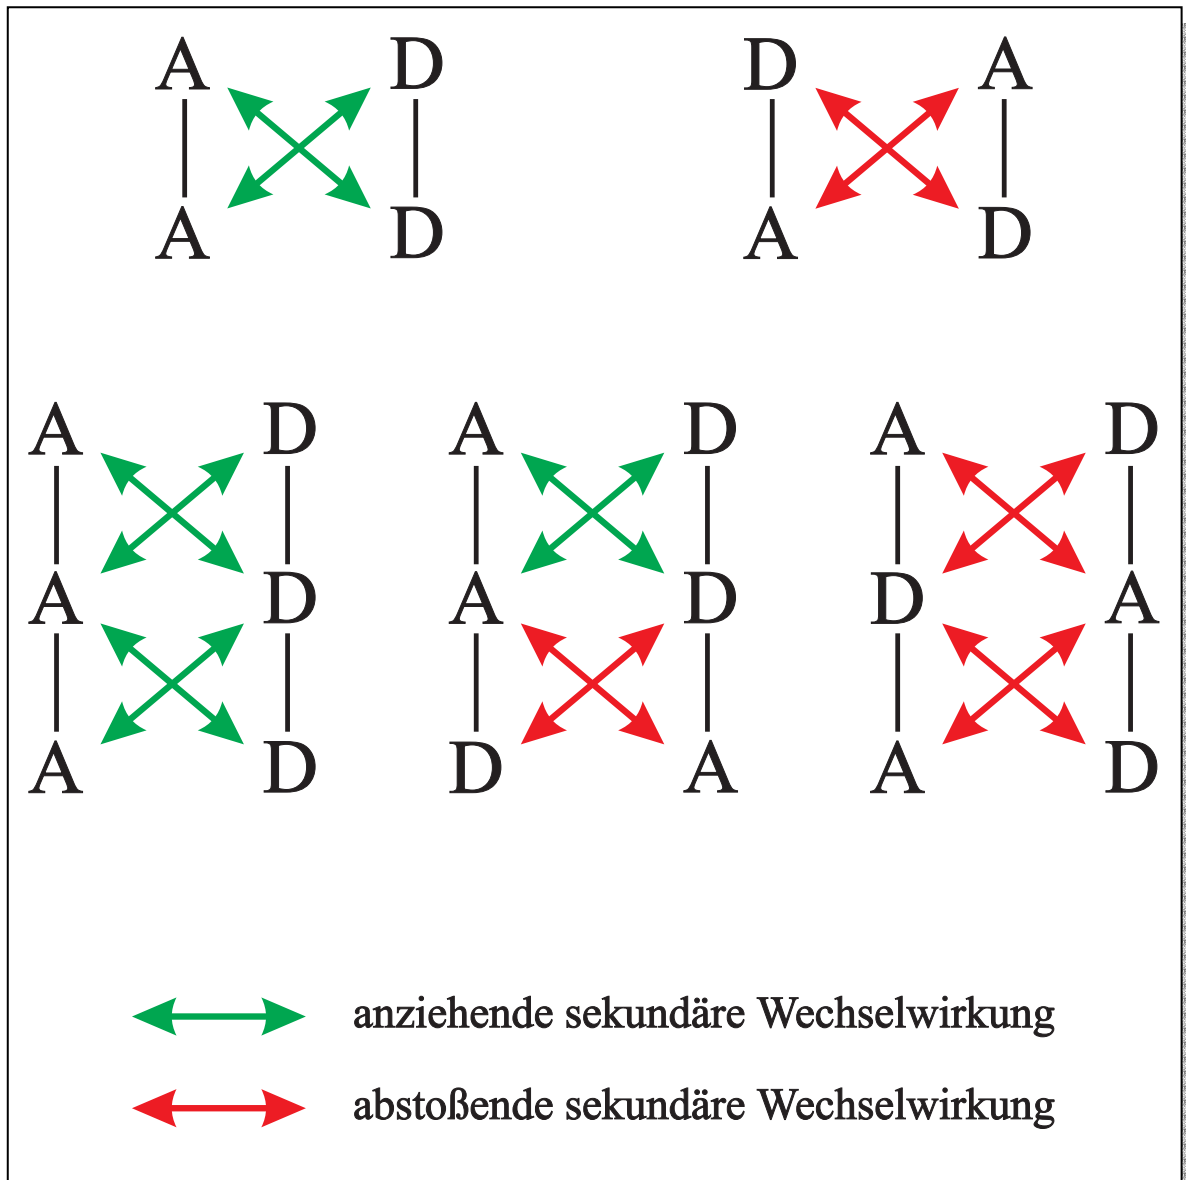 A D D A
A D A D
A D A D A D
A D A D D A
A D D A A D
anziehende sekundäre Wechselwirkung
abstoßende sekundäre Wechselwirkung